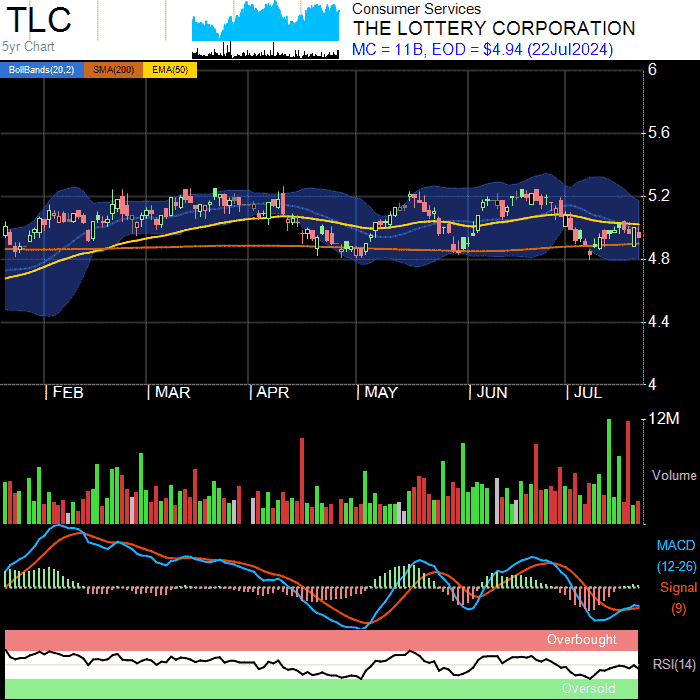 TLC
5yr Chart
Consumer Services
THE LOTTERY CORPORATION
MC = 11B, EOD = $4.94 (22Jul2024)
BollBands(20,2) SMA(200) EMA(50)
6
5.6
5.2
4.8
4.4
4
| FEB | MAR | APR | MAY | JUN | JUL
12M
Volume
MACD
(12-26)
Signal
(9)
Overbought
RSI(14)
Oversold